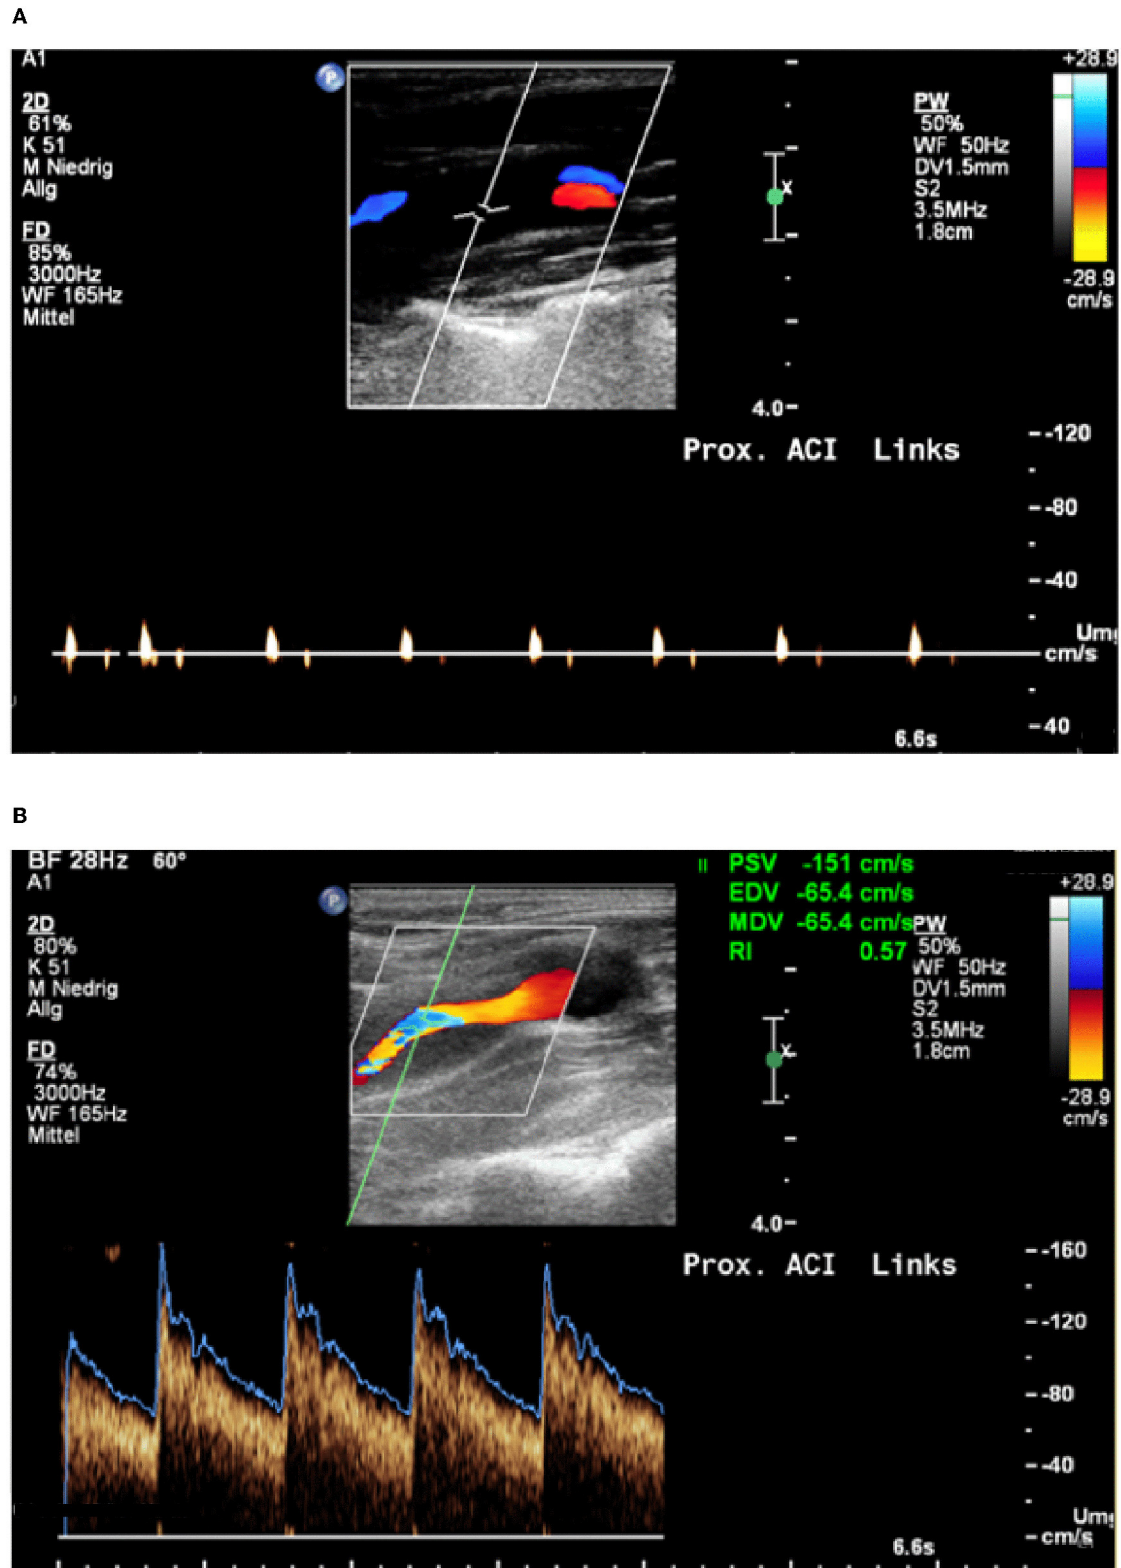 A
A1
2D
61%
K 51
M Niedrig
Allg
FD
85%
3000Hz
WF 165Hz
Mittel
P
x
4.0
PW
50%
WF 50Hz
DV1.5mm
S2
3.5MHz
1.8cm
+28.9
-28.9
cm/s
Prox. ACI Links
-120
-80
-40
cm/s
40
6.6s
B
BF 28Hz 60°
A1
2D
80%
K 51
M Niedrig
Allg
FD
74%
3000Hz
WF 165Hz
Mittel
P
PSV -151 cm/s
EDV -65.4 cm/s
MDV -65.4 cm/s
RI 0.57
x
4.0
PW
50%
WF 50Hz
DV1.5mm
S2
3.5MHz
1.8cm
+28.9
-28.9
cm/s
Prox. ACI Links
-160
-120
-80
-40
cm/s
6.6s